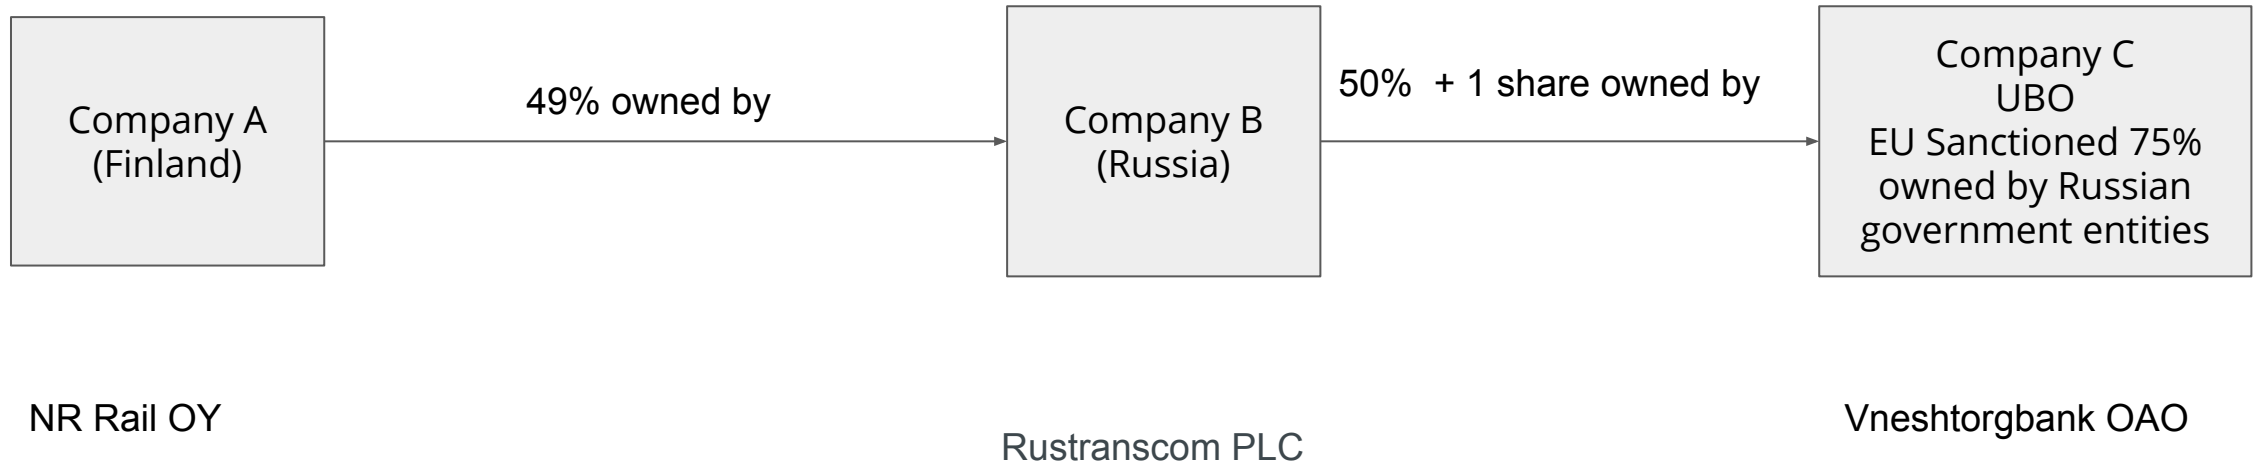 Company A
(Finland)
49% owned by
Company B
(Russia)
50%  + 1 share owned by
Company C
UBO
EU Sanctioned 75%
owned by Russian
government entities
NR Rail OY
Rustranscom PLC
Vneshtorgbank OAO